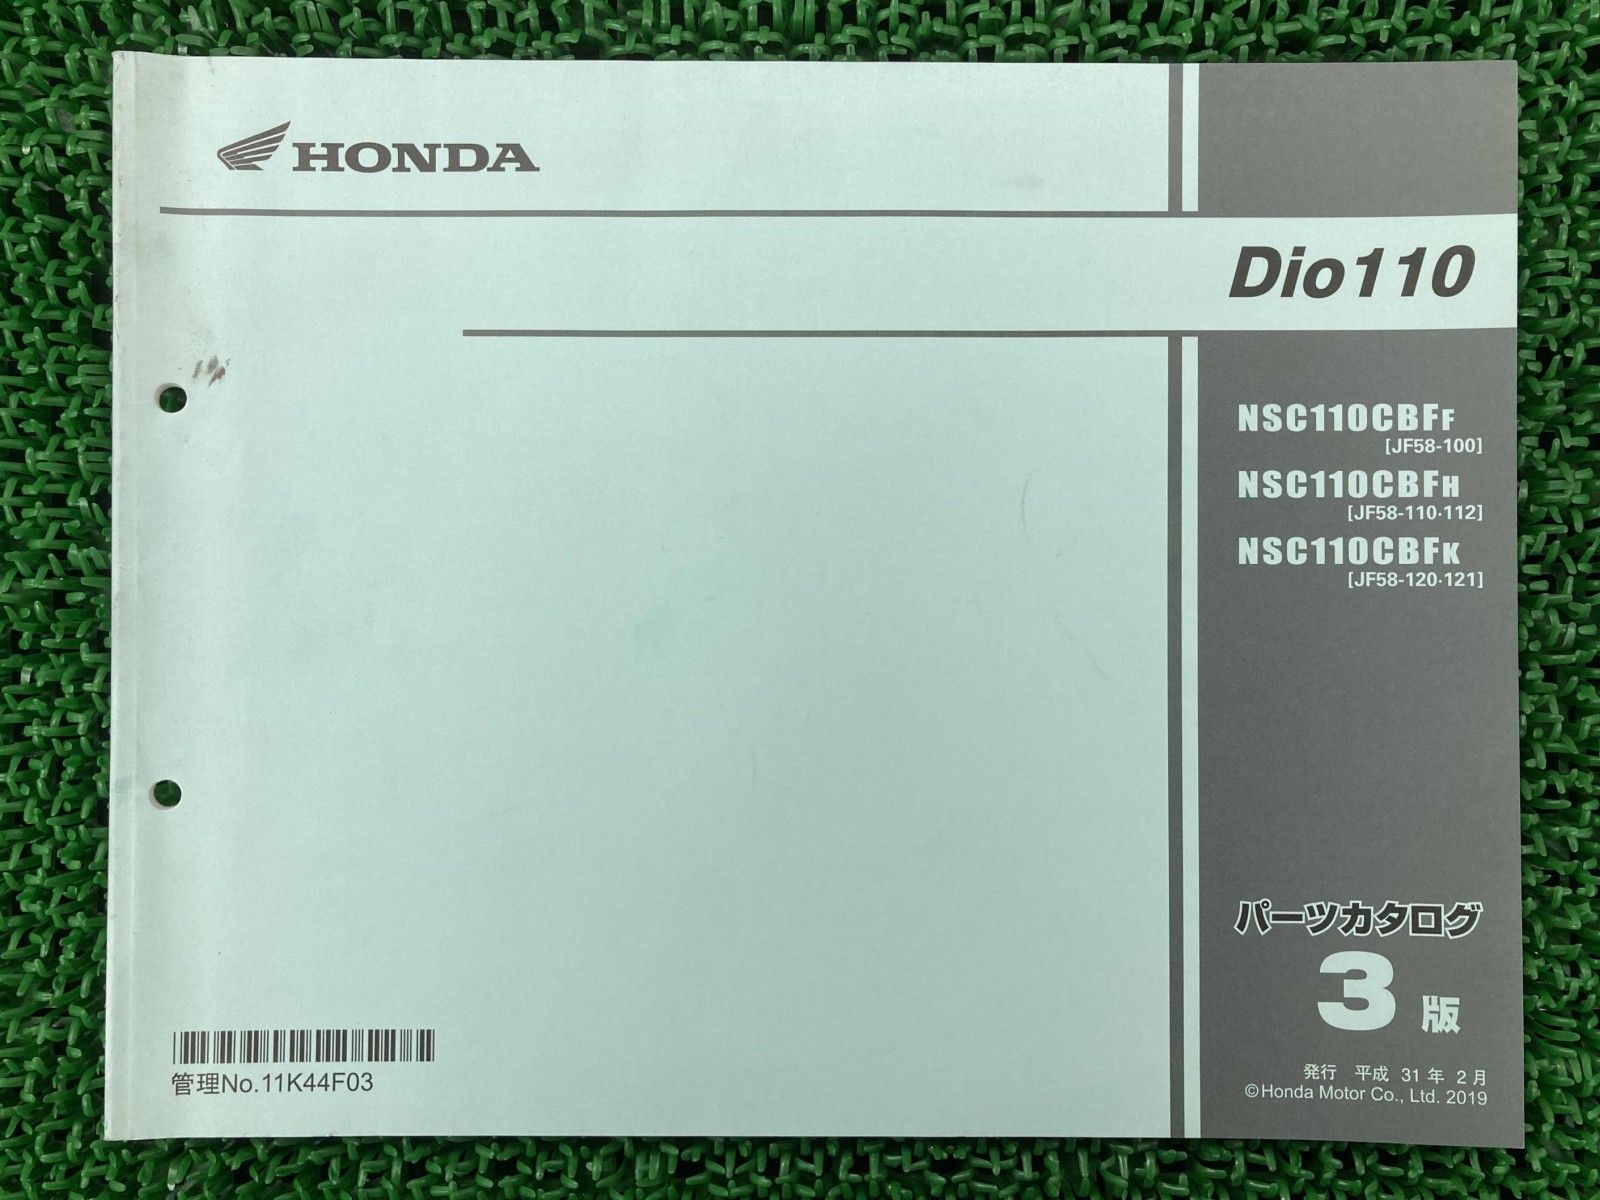 HONDA
Dio110
NSC110CBFF
[JF58-100]
NSC110CBFH
[JF58-110·112]
NSC110CBFK
[JF58-120·121]
パーツカタログ
3版
発行 平成 31年 2月
©Honda Motor Co., Ltd. 2019
管理No.11K44F03